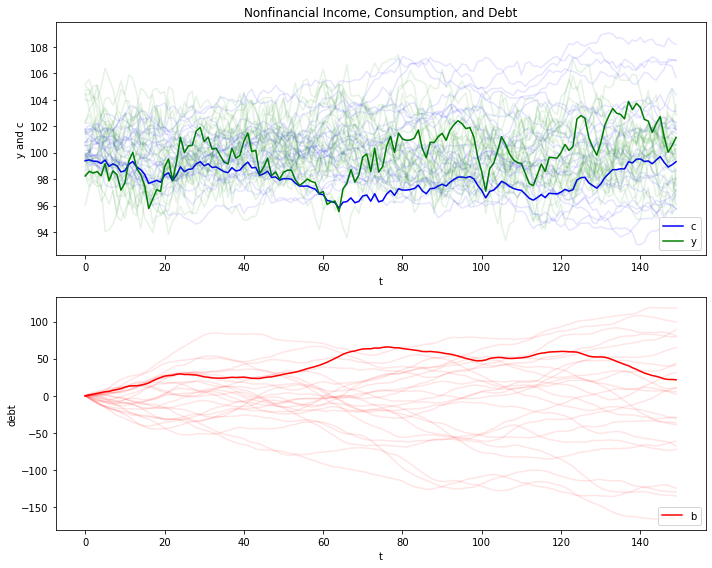 Nonfinancial Income, Consumption, and Debt
108
106
104
102
100
98
96
94
y and c
0 20 40 60 80 100 120 140
t
c
y
100
50
0
−50
−100
−150
debt
0 20 40 60 80 100 120 140
t
b